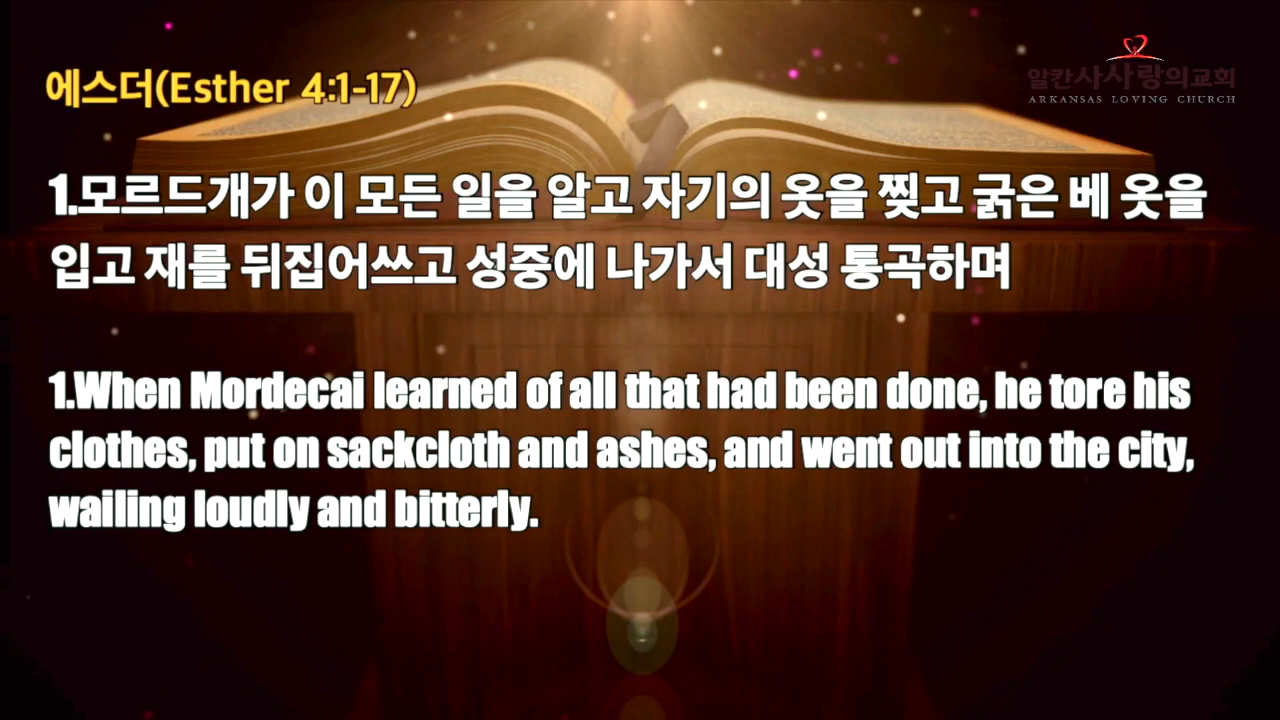 에스더(Esther 4:1-17)
알칸사사랑의교회
ARKANSAS LOVING CHURCH
1.모르드개가 이 모든 일을 알고 자기의 옷을 찢고 굵은 베 옷을
입고 재를 뒤집어쓰고 성중에 나가서 대성 통곡하며
1.When Mordecai learned of all that had been done, he tore his
clothes, put on sackcloth and ashes, and went out into the city,
wailing loudly and bitterly.